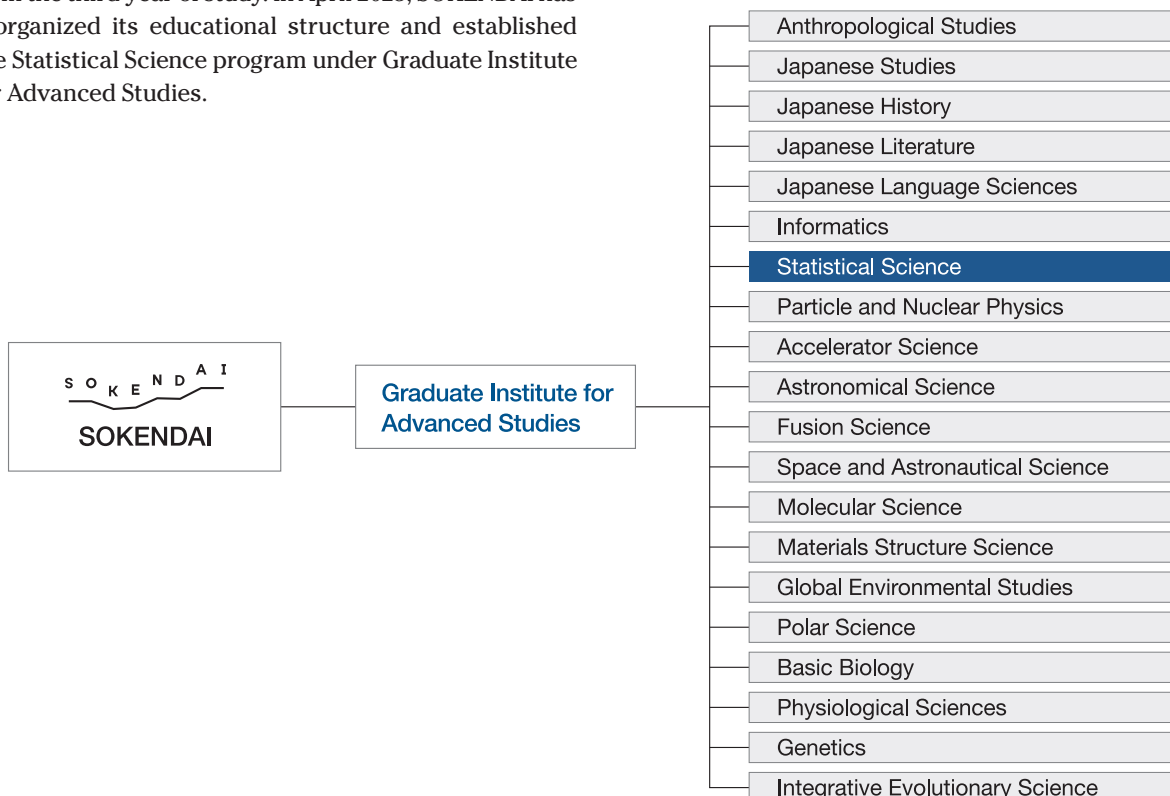 organized its educational structure and established
Statistical Science program under Graduate Institute
Advanced Studies.
Anthropological Studies
Japanese Studies
Japanese History
Japanese Literature
Japanese Language Sciences
Informatics
Statistical Science
Particle and Nuclear Physics
Accelerator Science
Astronomical Science
Fusion Science
Space and Astronautical Science
Molecular Science
Materials Structure Science
Global Environmental Studies
Polar Science
Basic Biology
Physiological Sciences
Genetics
Integrative Evolutionary Science
SOKENDAI
SOKENDAI
Graduate Institute for
Advanced Studies